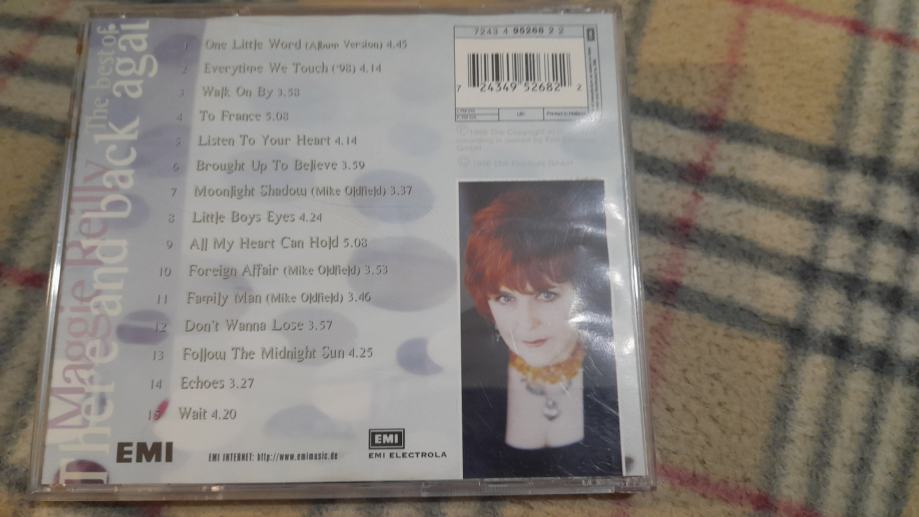 The best of
Maggie Reilly
There and back agai
1 One Little Word (Album Version) 4.45
2 Everytime We Touch ('98) 4.14
3 Walk On By 3.58
4 To France 5.08
5 Listen To Your Heart 4.14
6 Brought Up To Believe 3.59
7 Moonlight Shadow (Mike Oldfield) 3.37
8 Little Boys Eyes 4.24
9 All My Heart Can Hold 5.08
10 Foreign Affair (Mike Oldfield) 3.53
11 Family Man (Mike Oldfield) 3.46
12 Don't Wanna Lose 3.57
13 Follow The Midnight Sun 4.25
14 Echoes 3.27
15 Wait 4.20
EMI
EMI INTERNET: http://www.emimusic.de
EMI
EMI ELECTROLA
7243 4 95268 2 2
7 24349 52682 2